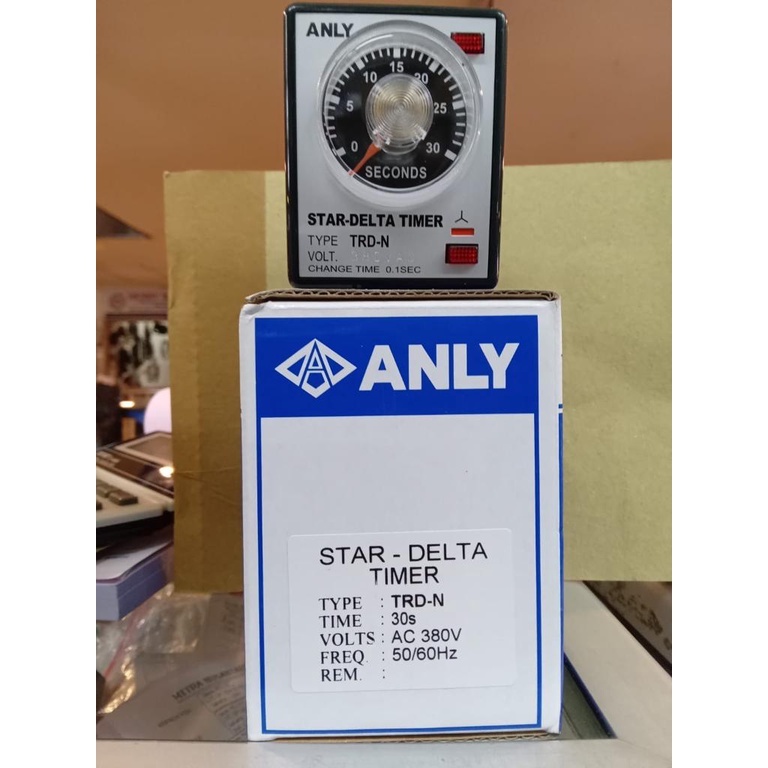 ANLY
0 5 10 15 20 25 30
SECONDS
STAR-DELTA TIMER
TYPE TRD-N
VOLT.
CHANGE TIME 0.1SEC
ANLY
STAR - DELTA
TIMER
TYPE : TRD-N
TIME : 30s
VOLTS : AC 380V
FREQ. : 50/60Hz
REM. :